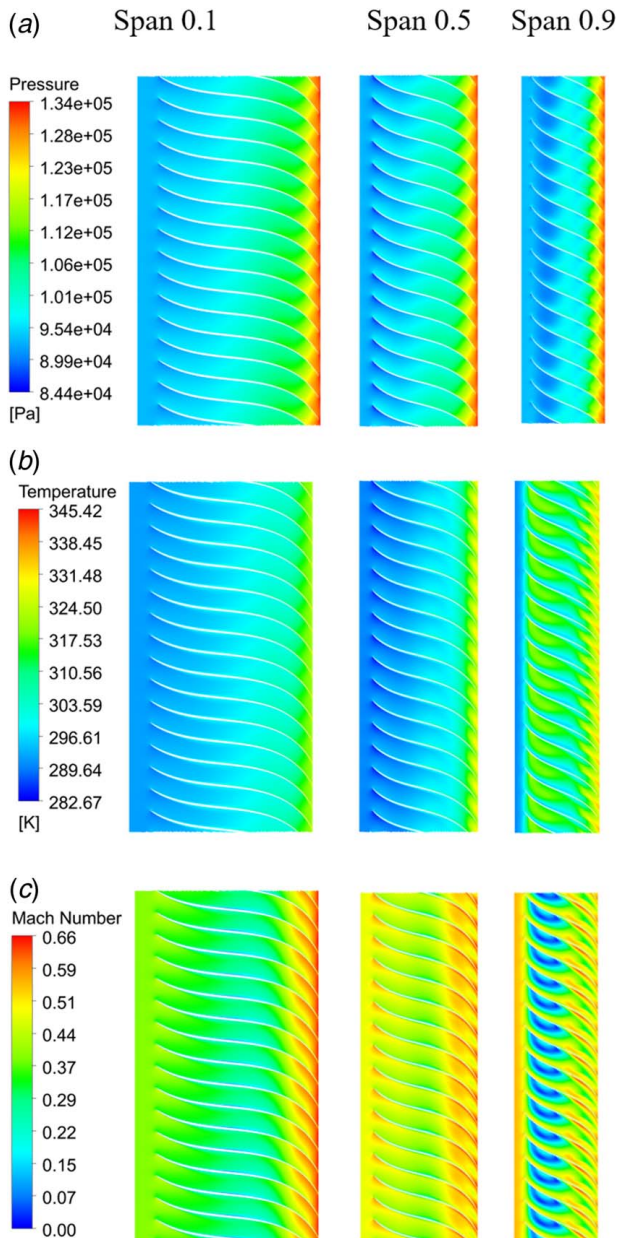 (a) Span 0.1 Span 0.5 Span 0.9
Pressure
1.34e+05
1.28e+05
1.23e+05
1.17e+05
1.12e+05
1.06e+05
1.01e+05
9.54e+04
8.99e+04
8.44e+04
[Pa]
(b)
Temperature
345.42
338.45
331.48
324.50
317.53
310.56
303.59
296.61
289.64
282.67
[K]
(c)
Mach Number
0.66
0.59
0.51
0.44
0.37
0.29
0.22
0.15
0.07
0.00